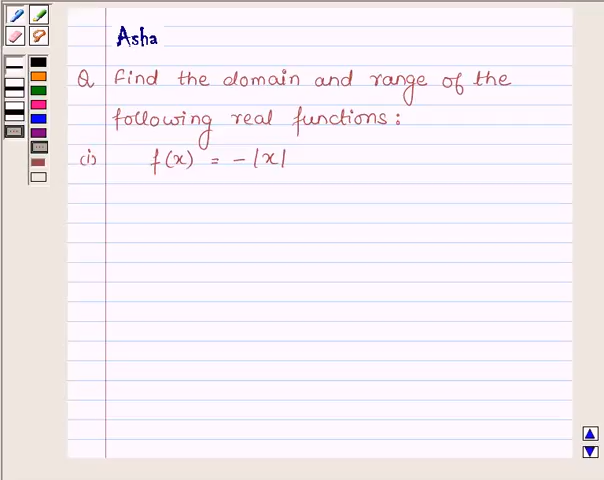 Asha
Q Find the domain and range of the
following real functions:
(i) f(x) = -|x|